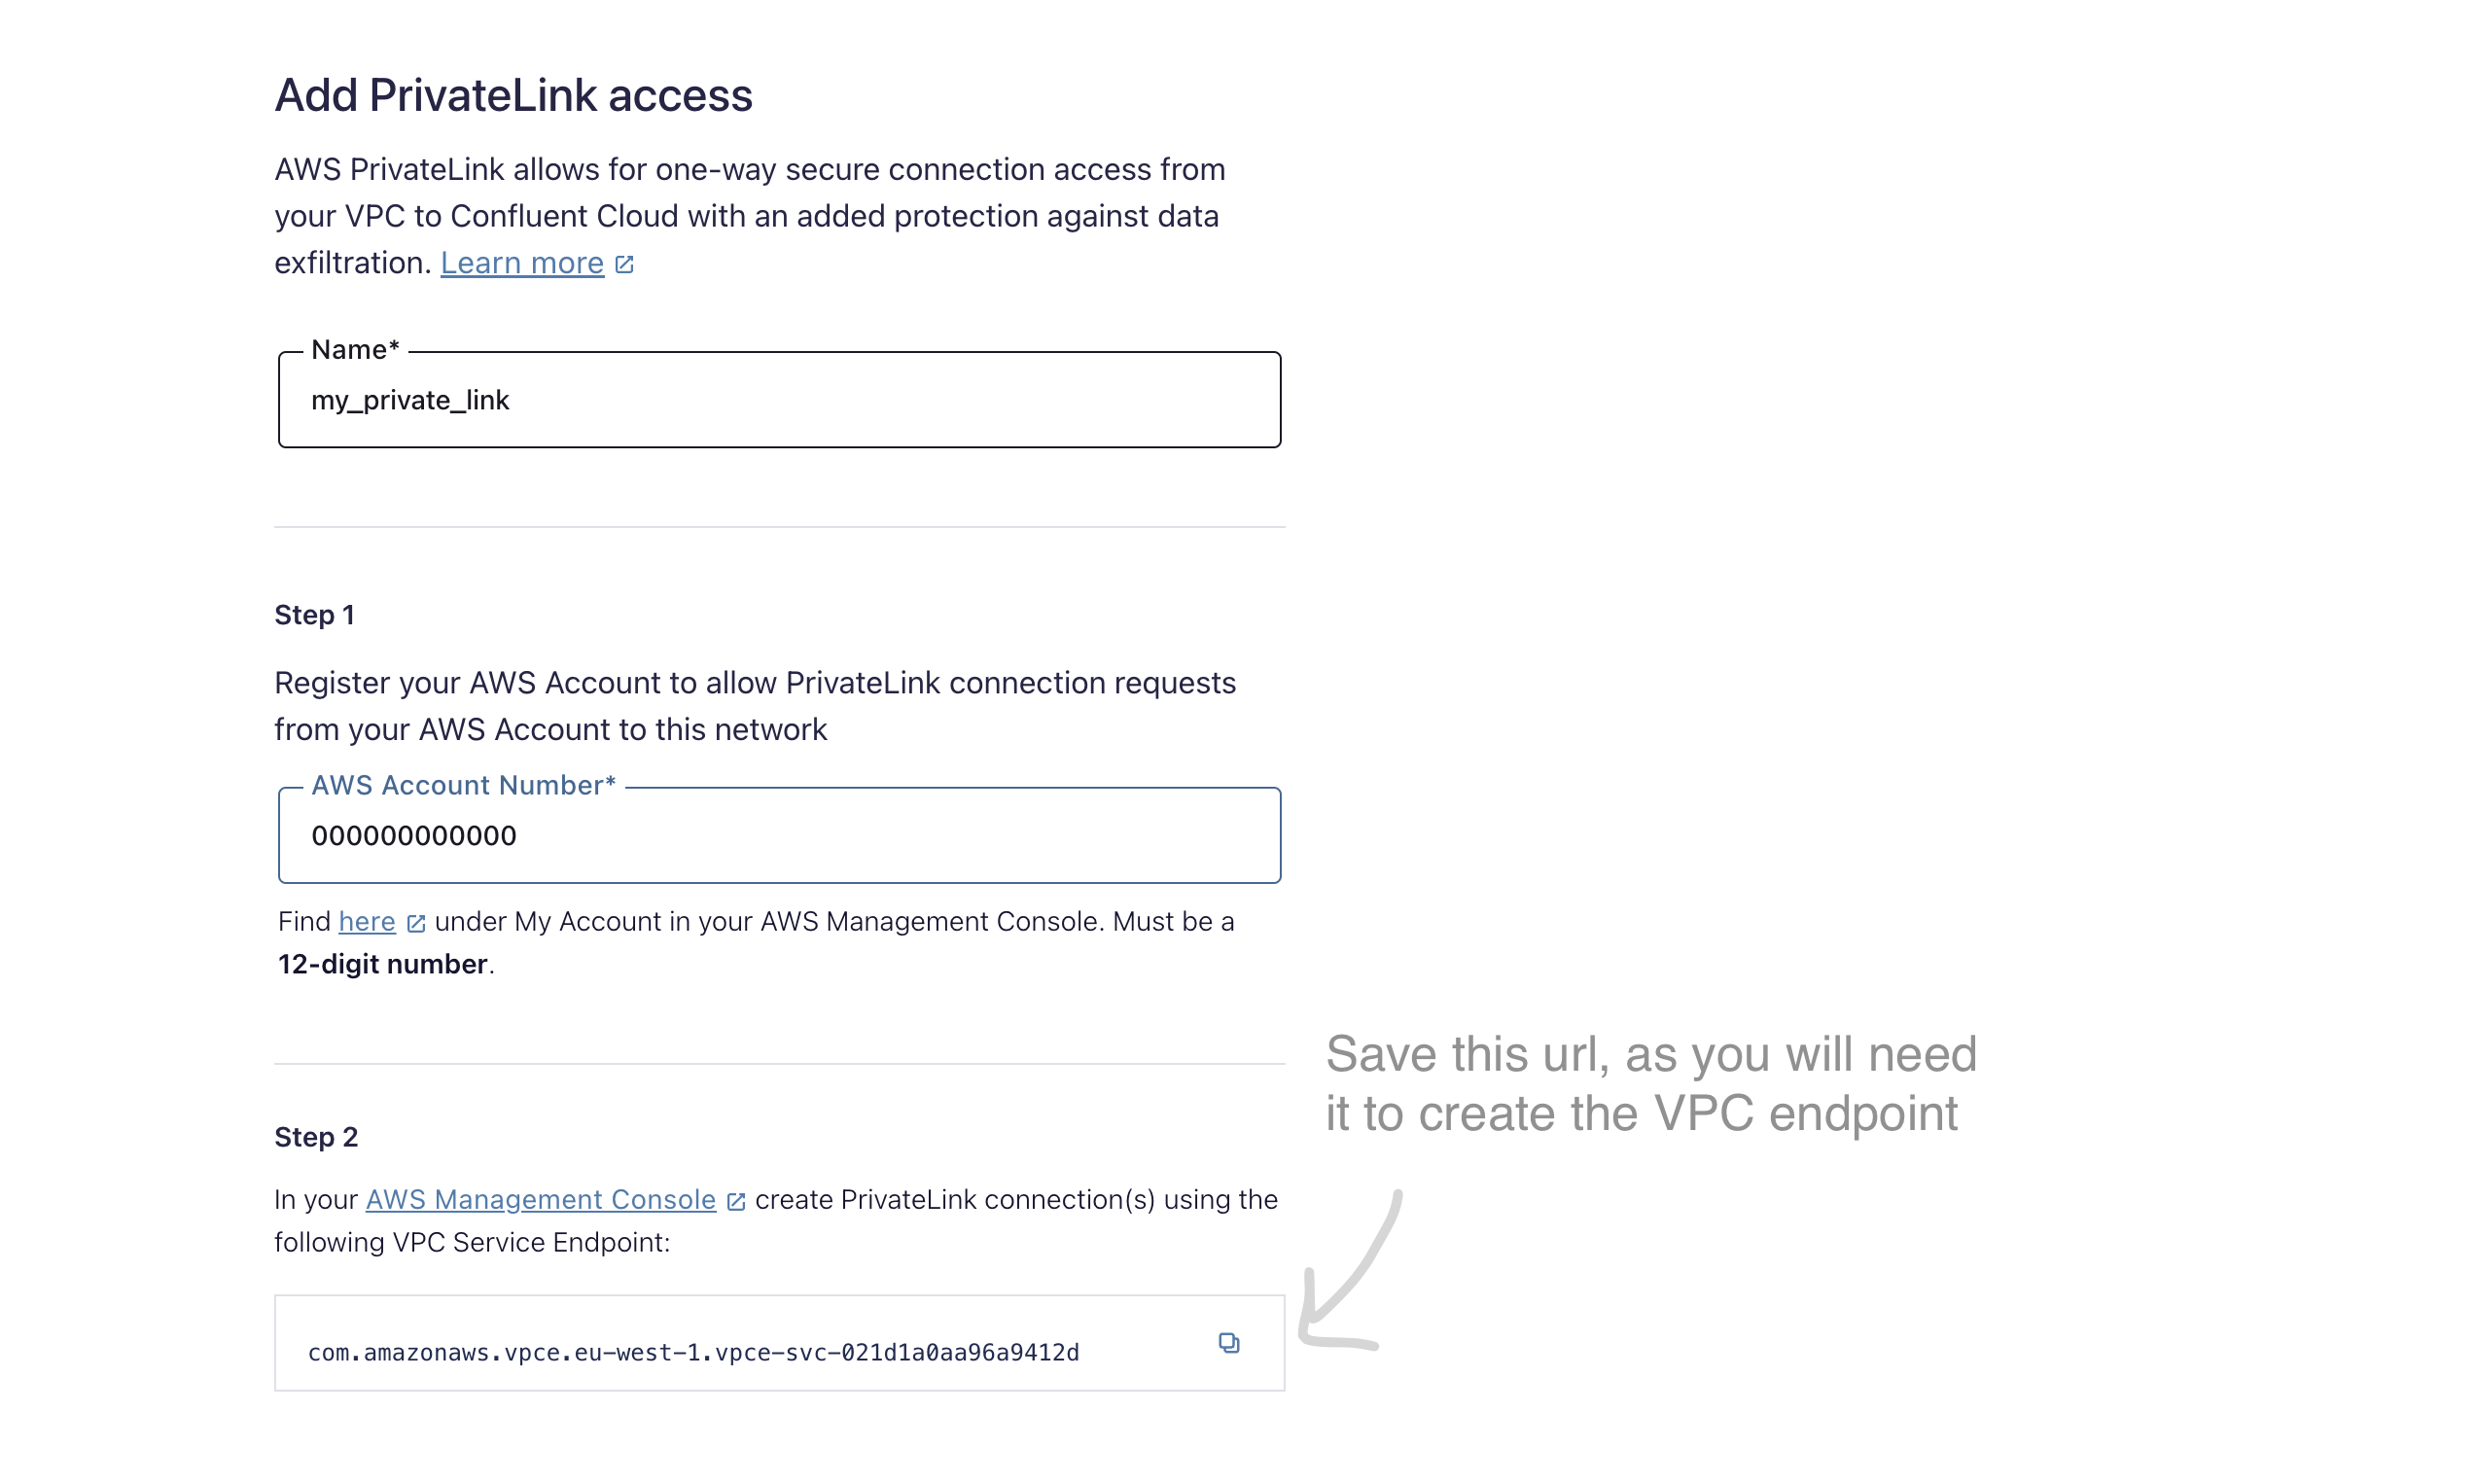 Add PrivateLink access
AWS PrivateLink allows for one-way secure connection access from
your VPC to Confluent Cloud with an added protection against data
exfiltration. Learn more
Name*
my_private_link
Step 1
Register your AWS Account to allow PrivateLink connection requests
from your AWS Account to this network
AWS Account Number*
000000000000
Find here under My Account in your AWS Management Console. Must be a
12-digit number.
Save this url, as you will need
it to create the VPC endpoint
Step 2
In your AWS Management Console create PrivateLink connection(s) using the
following VPC Service Endpoint:
com.amazonaws.vpce.eu-west-1.vpce-svc-021d1a0aa96a9412d